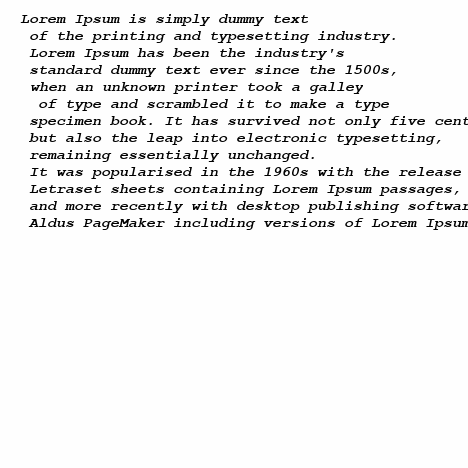 Lorem Ipsum is simply dummy text
of the printing and typesetting industry.
Lorem Ipsum has been the industry's
standard dummy text ever since the 1500s,
when an unknown printer took a galley
of type and scrambled it to make a type
specimen book. It has survived not only five cent
but also the leap into electronic typesetting,
remaining essentially unchanged.
It was popularised in the 1960s with the release
Letraset sheets containing Lorem Ipsum passages,
and more recently with desktop publishing softwar
Aldus PageMaker including versions of Lorem Ipsum